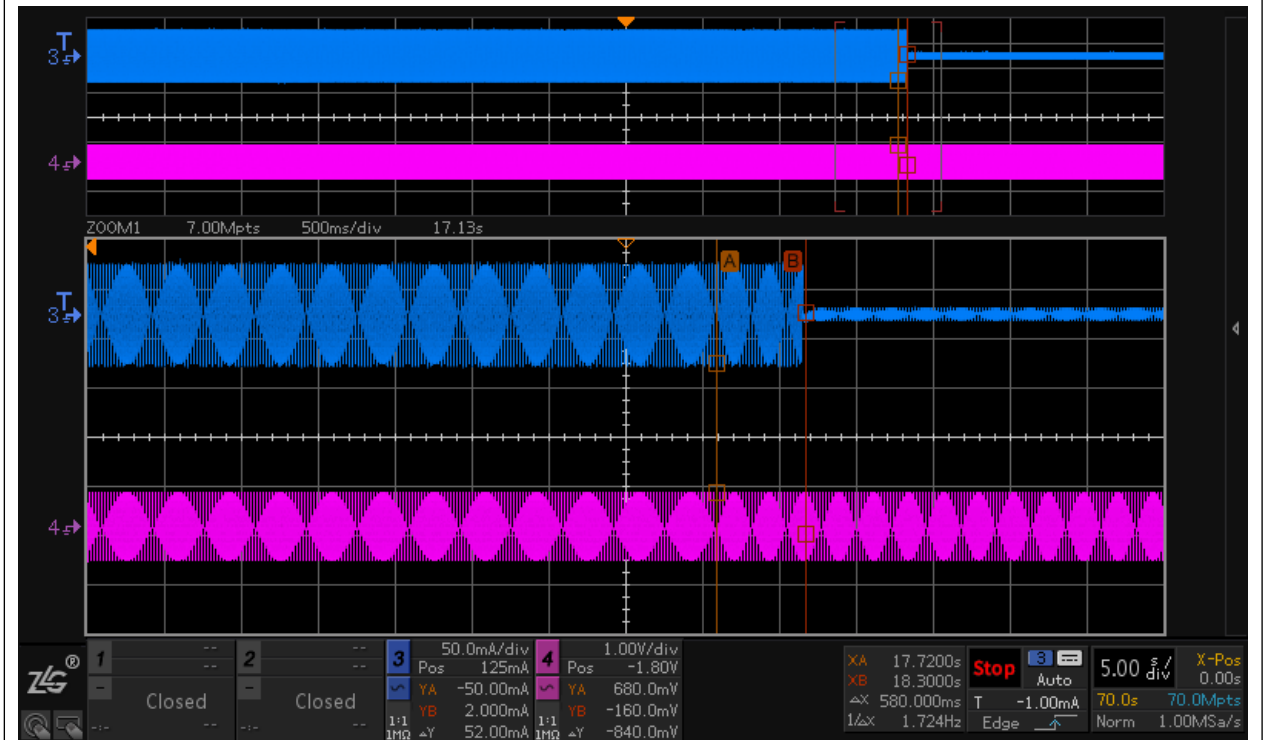 T
3
4
ZOOM1 7.00Mpts 500ms/div 17.13s
A B
T
3
4
ZLG®
1 -- --
- Closed
-:- --
2 -- --
- Closed
-:- --
3 50.0mA/div
Pos 125mA
YA -50.00mA
YB 2.000mA
1:1 1MΩ ⊿Y 52.00mA
4 1.00V/div
Pos -1.80V
YA 680.0mV
YB -160.0mV
1:1 1MΩ ⊿Y -840.0mV
XA 17.7200s
XB 18.3000s
⊿X 580.000ms
1/⊿X 1.724Hz
Stop 3 Auto
T -1.00mA
Edge
5.00 s/div X-Pos 0.00s
70.0s 70.0Mpts
Norm 1.00MSa/s